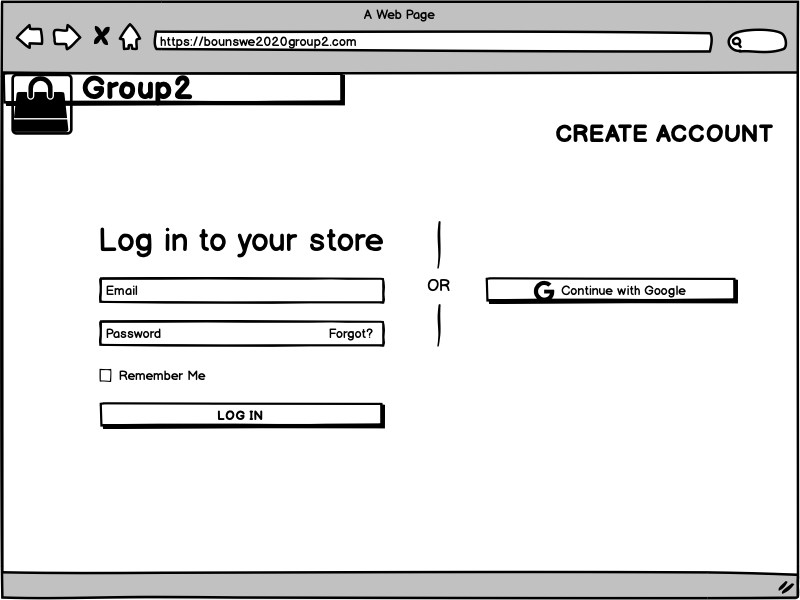 A Web Page
https://bounswe2020group2.com
Group2
CREATE ACCOUNT
Log in to your store
Email
OR
Continue with Google
Password Forgot?
Remember Me
LOG IN